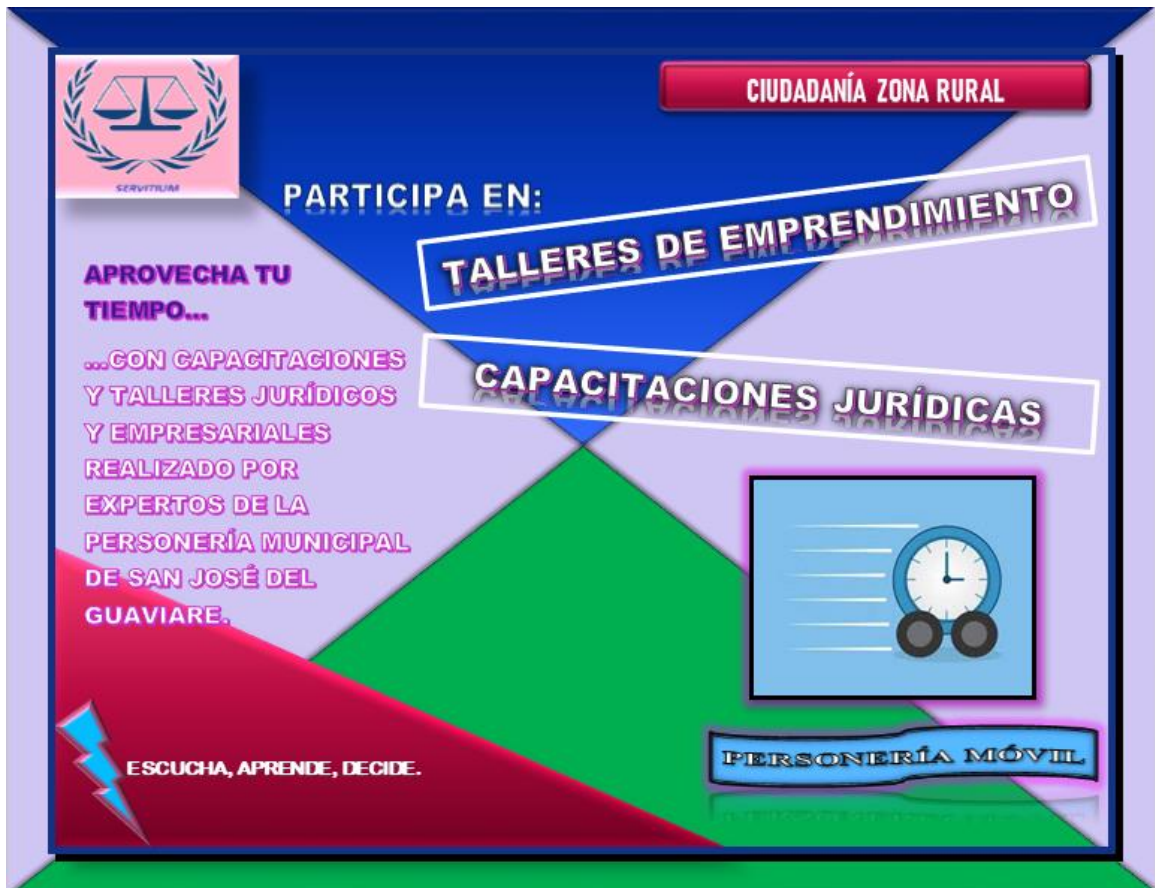 SERVITIUM
CIUDADANÍA ZONA RURAL
PARTICIPA EN:
TALLERES DE EMPRENDIMIENTO
CAPACITACIONES JURÍDICAS
APROVECHA TU
TIEMPO...
...CON CAPACITACIONES
Y TALLERES JURÍDICOS
Y EMPRESARIALES
REALIZADO POR
EXPERTOS DE LA
PERSONERÍA MUNICIPAL
DE SAN JOSÉ DEL
GUAVIARE.
ESCUCHA, APRENDE, DECIDE.
PERSONERÍA MÓVIL